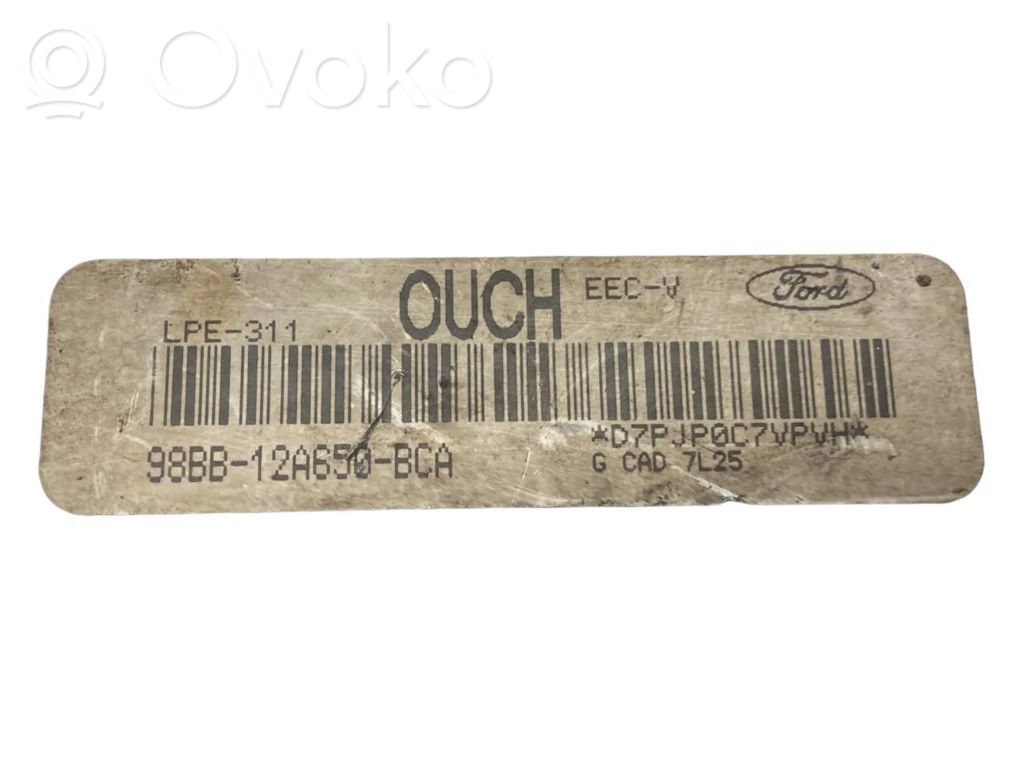 Ovoko
OUCH EEC-V Ford
LPE-311
*D7PJP0C7VPVH*
98BB-12A650-BCA G CAD 7L25